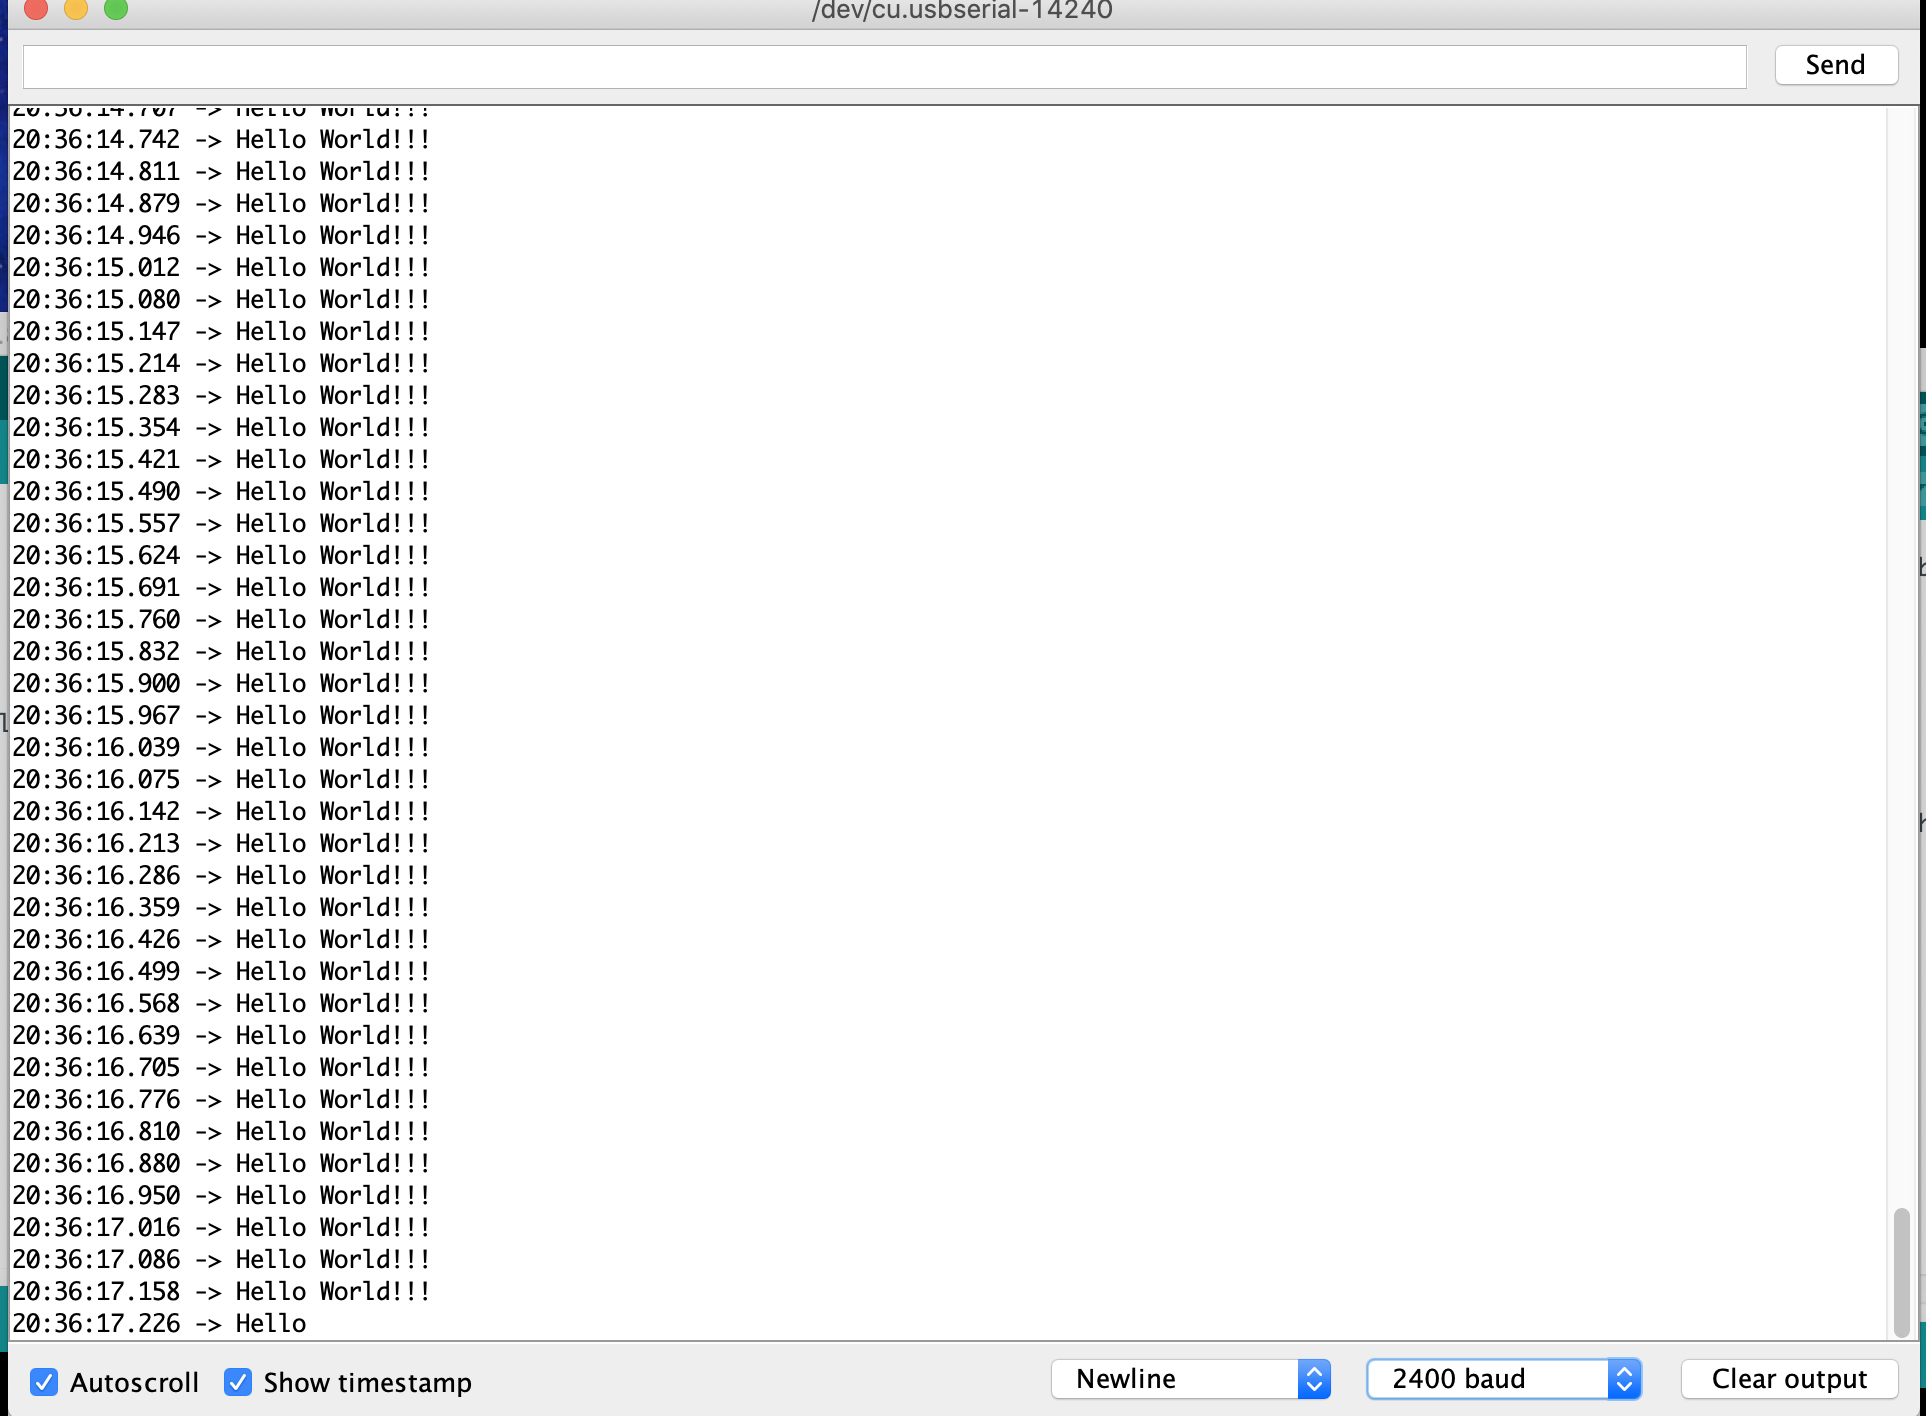 /dev/cu.usbserial-14240
Send
20:36:14.707 -> Hello World!!!
20:36:14.742 -> Hello World!!!
20:36:14.811 -> Hello World!!!
20:36:14.879 -> Hello World!!!
20:36:14.946 -> Hello World!!!
20:36:15.012 -> Hello World!!!
20:36:15.080 -> Hello World!!!
20:36:15.147 -> Hello World!!!
20:36:15.214 -> Hello World!!!
20:36:15.283 -> Hello World!!!
20:36:15.354 -> Hello World!!!
20:36:15.421 -> Hello World!!!
20:36:15.490 -> Hello World!!!
20:36:15.557 -> Hello World!!!
20:36:15.624 -> Hello World!!!
20:36:15.691 -> Hello World!!!
20:36:15.760 -> Hello World!!!
20:36:15.832 -> Hello World!!!
20:36:15.900 -> Hello World!!!
20:36:15.967 -> Hello World!!!
20:36:16.039 -> Hello World!!!
20:36:16.075 -> Hello World!!!
20:36:16.142 -> Hello World!!!
20:36:16.213 -> Hello World!!!
20:36:16.286 -> Hello World!!!
20:36:16.359 -> Hello World!!!
20:36:16.426 -> Hello World!!!
20:36:16.499 -> Hello World!!!
20:36:16.568 -> Hello World!!!
20:36:16.639 -> Hello World!!!
20:36:16.705 -> Hello World!!!
20:36:16.776 -> Hello World!!!
20:36:16.810 -> Hello World!!!
20:36:16.880 -> Hello World!!!
20:36:16.950 -> Hello World!!!
20:36:17.016 -> Hello World!!!
20:36:17.086 -> Hello World!!!
20:36:17.158 -> Hello World!!!
20:36:17.226 -> Hello
Autoscroll Show timestamp Newline 2400 baud Clear output